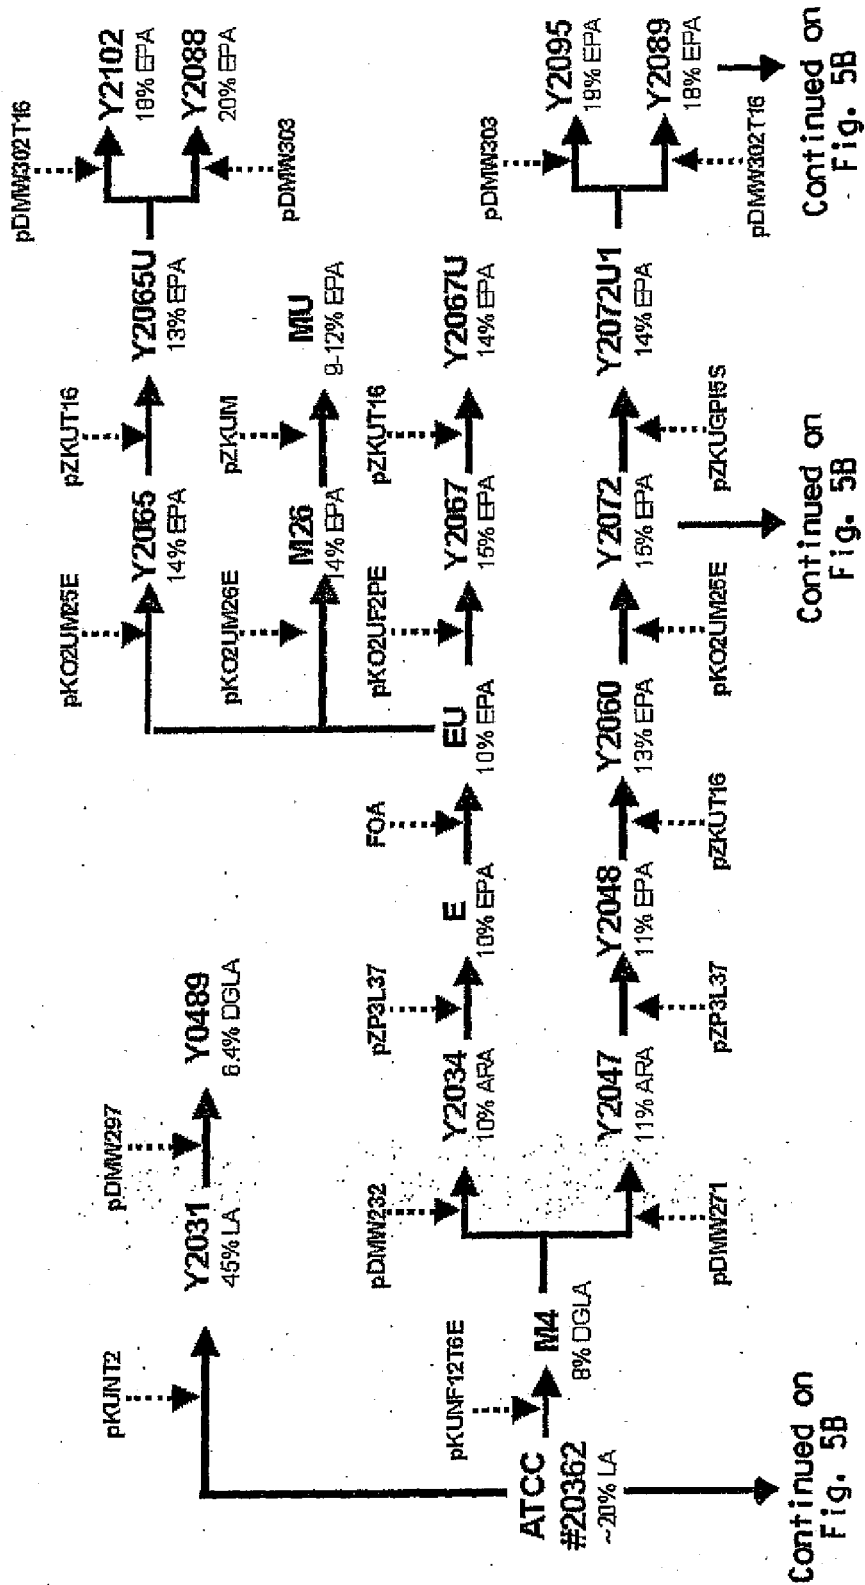 pKUNT2
Y2031
45% LA
pDMW297
Y0489
6.4% DGLA
ATCC
#20362
~20% LA
pKUNF12T6E
M4
8% DGLA
pDMW232
Y2034
10% ARA
pZP3L37
E
10% EPA
FOA
EU
10% EPA
pKO2UM25E
Y2065
14% EPA
pZKUT16
Y2065U
13% EPA
pDMW302T16
Y2102
18% EPA
Y2088
20% EPA
pDMW303
pKO2UM26E
M26
14% EPA
pZKUM
MU
9-12% EPA
pKO2UF2PE
Y2067
15% EPA
pZKUT16
Y2067U
14% EPA
pDMW271
Y2047
11% ARA
pZP3L37
Y2048
11% EPA
pZKUT16
Y2060
13% EPA
pKO2UM25E
Y2072
15% EPA
pZKUGPI5S
Y2072U1
14% EPA
pDMW303
Y2095
19% EPA
Y2089
18% EPA
pDMW302T16
Continued on
Fig. 5B
Continued on
Fig. 5B
Continued on
Fig. 5B